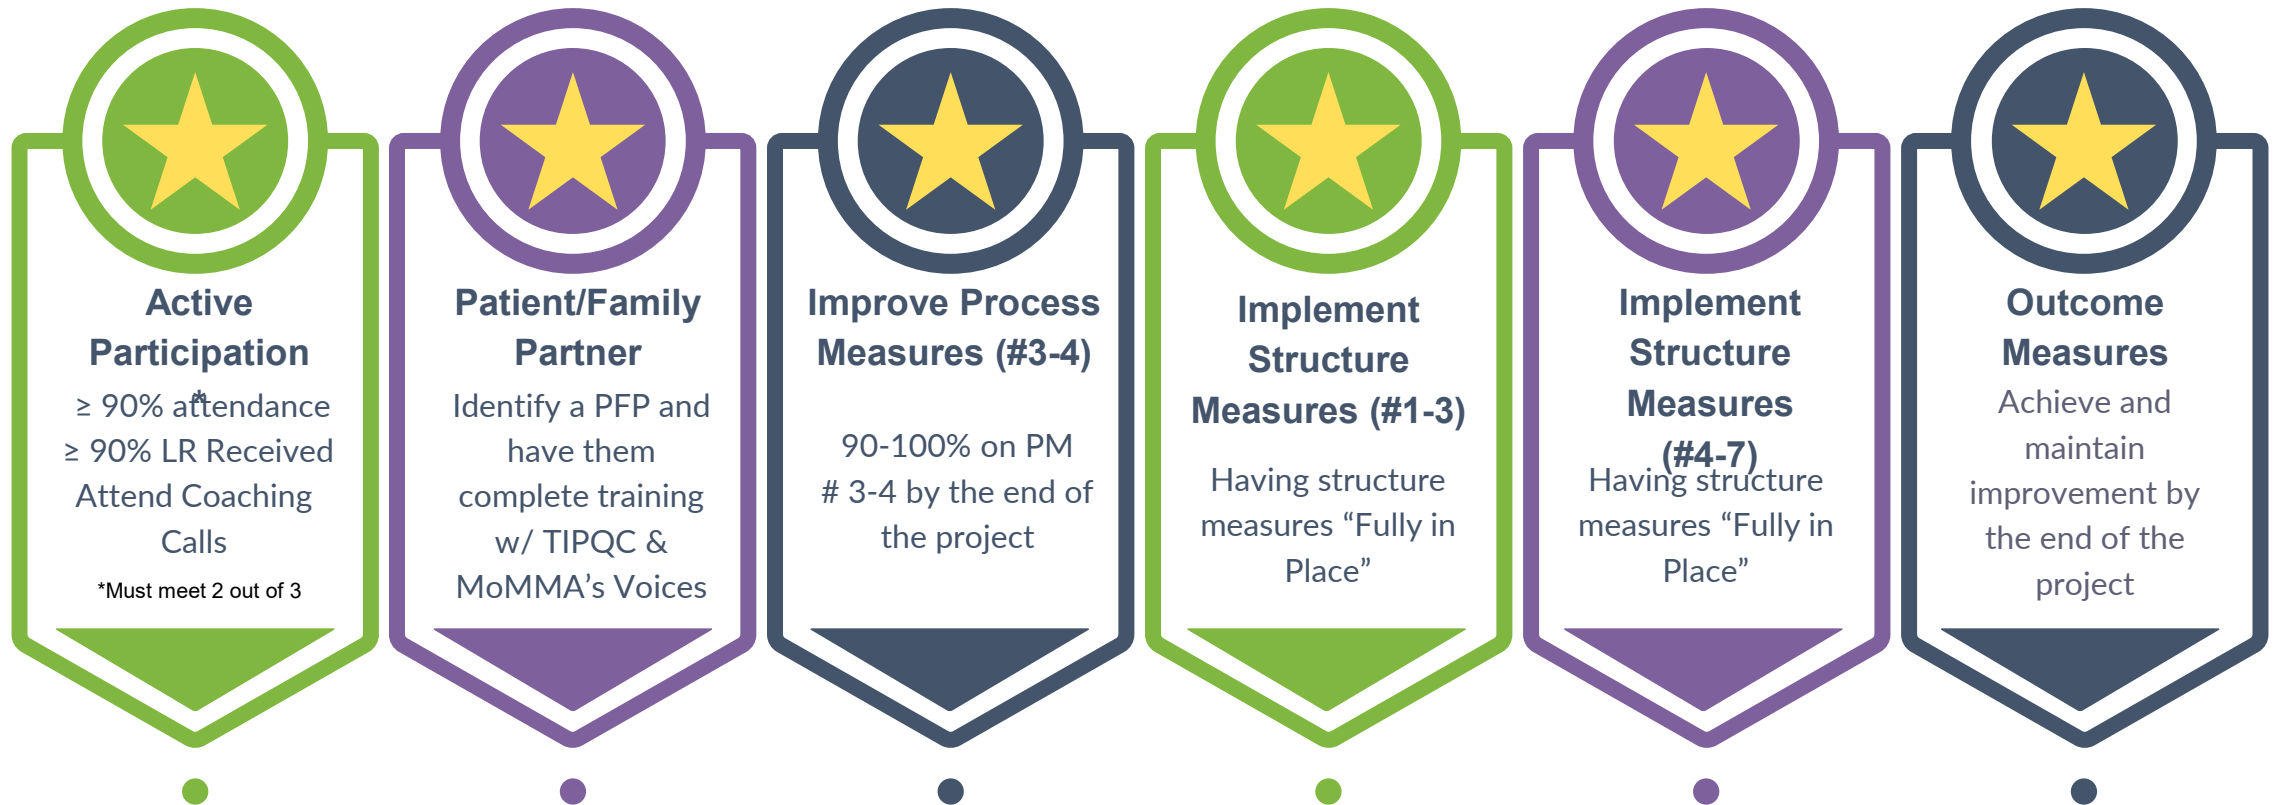 Active
Participation
*
≥ 90% attendance
≥ 90% LR Received
Attend Coaching
Calls
*Must meet 2 out of 3
Patient/Family
Partner
Identify a PFP and
have them
complete training
w/ TIPQC &
MoMMA’s Voices
Improve Process
Measures (#3-4)
90-100% on PM
# 3-4 by the end of
the project
Implement
Structure
Measures (#1-3)
Having structure
measures “Fully in
Place”
Implement
Structure
Measures
(#4-7)
Having structure
measures “Fully in
Place”
Outcome
Measures
Achieve and
maintain
improvement by
the end of the
project